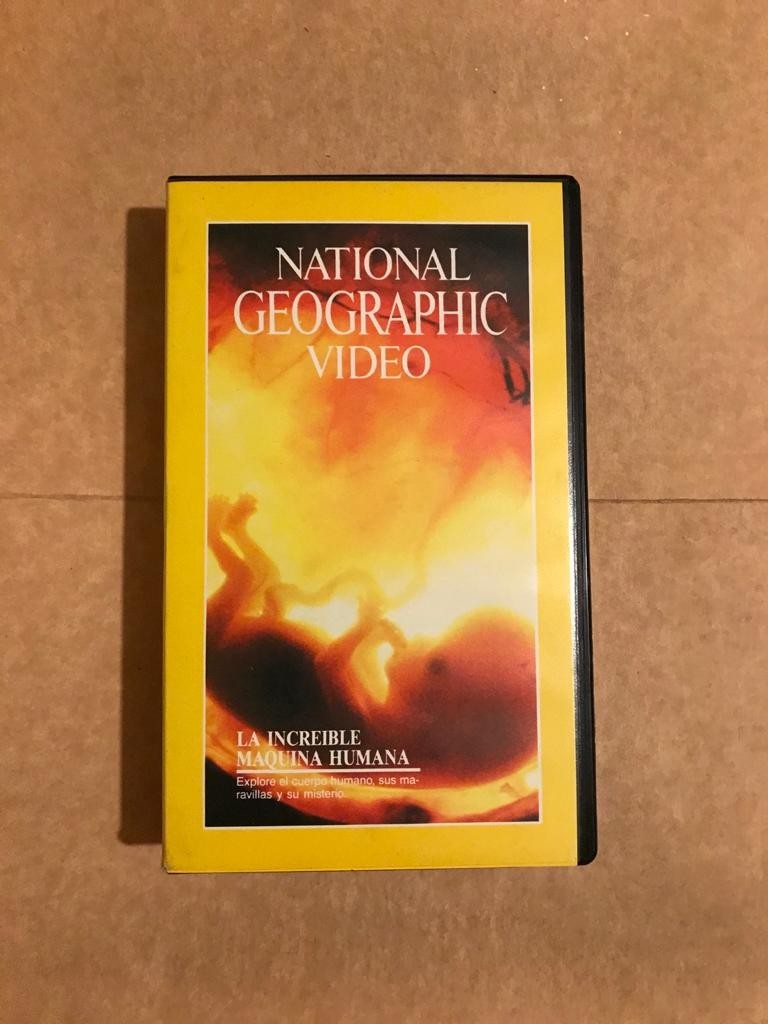 NATIONAL
GEOGRAPHIC
VIDEO
LA INCREIBLE
MAQUINA HUMANA
Explore el cuerpo humano, sus ma-
ravillas y su misterio.